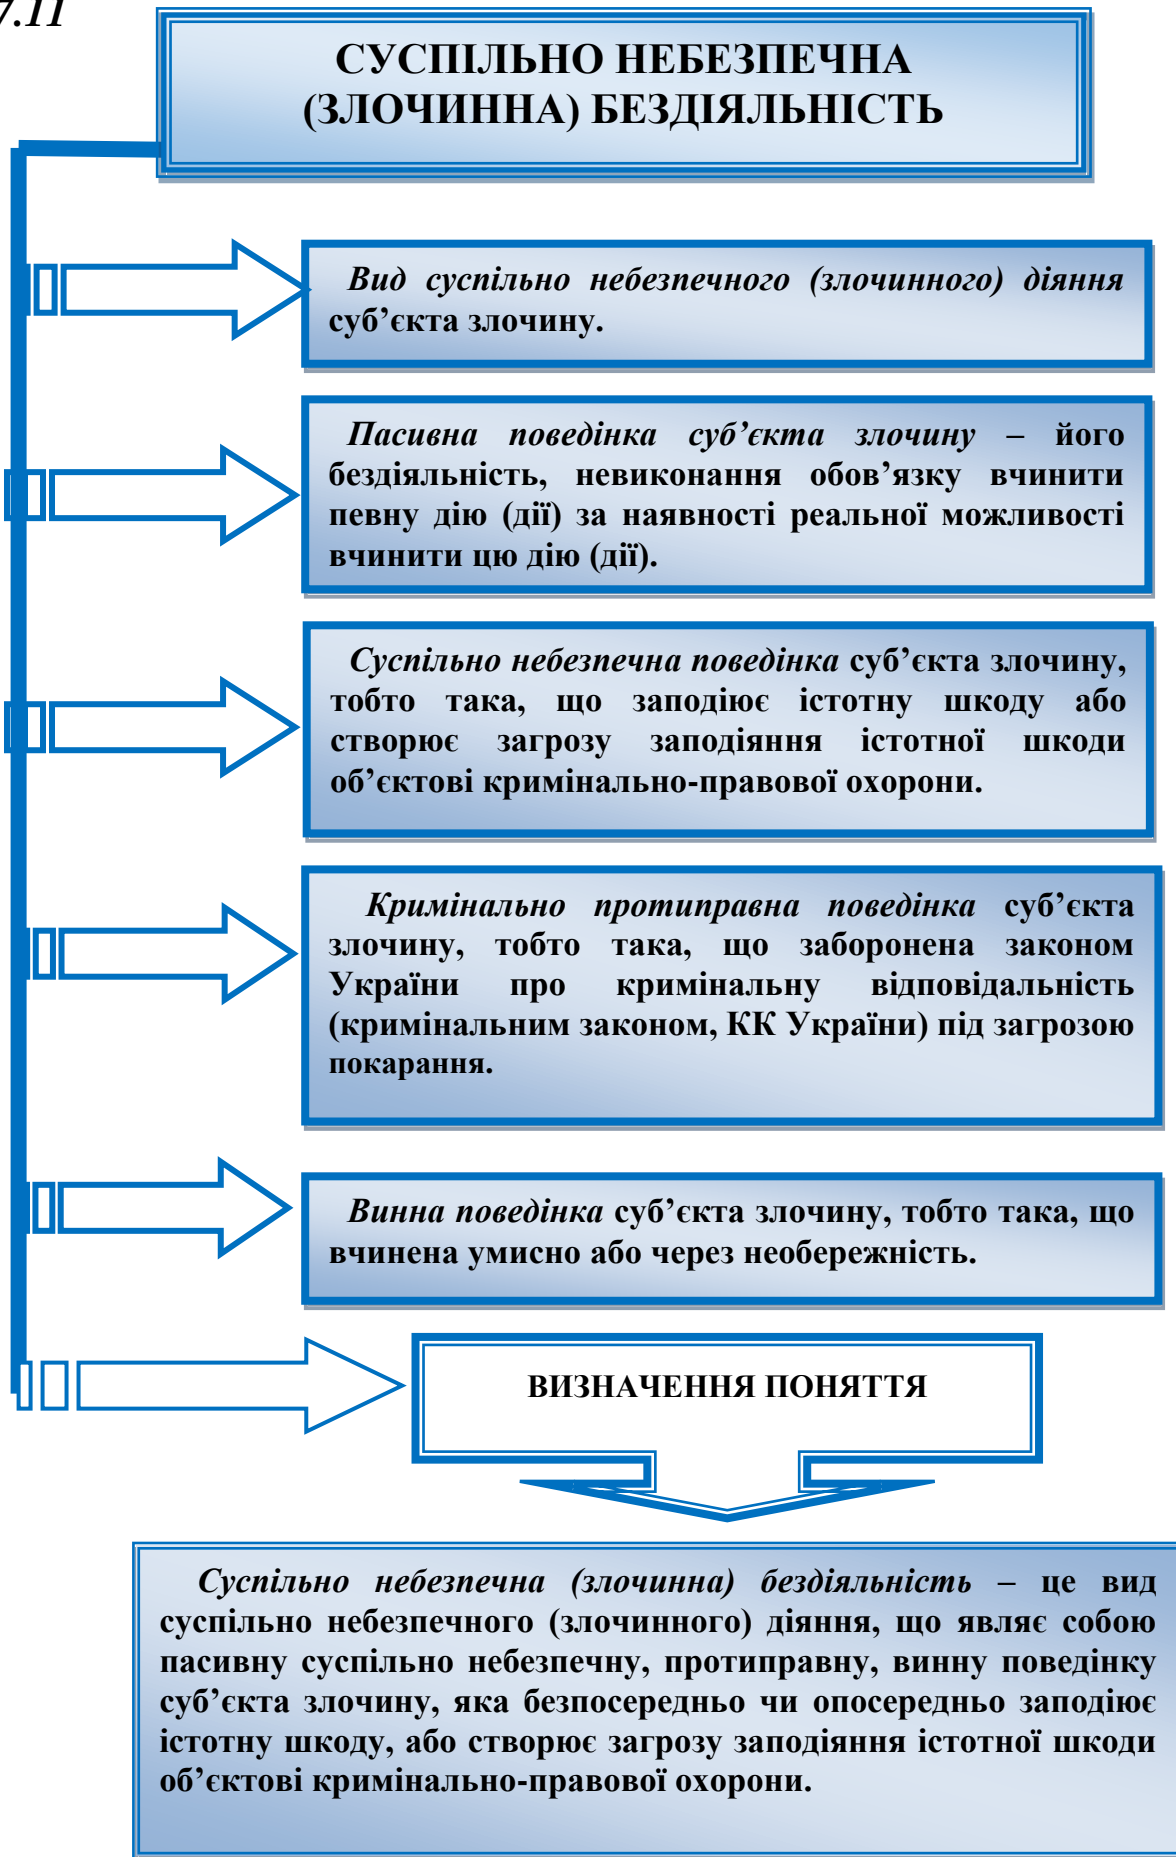 7.11
СУСПІЛЬНО НЕБЕЗПЕЧНА
(ЗЛОЧИННА) БЕЗДІЯЛЬНІСТЬ
Вид суспільно небезпечного (злочинного) діяння
суб’єкта злочину.
Пасивна поведінка суб’єкта злочину – його
бездіяльність, невиконання обов’язку вчинити
певну дію (дії) за наявності реальної можливості
вчинити цю дію (дії).
Суспільно небезпечна поведінка суб’єкта злочину,
тобто така, що заподіює істотну шкоду або
створює загрозу заподіяння істотної шкоди
об’єктові кримінально-правової охорони.
Кримінально протиправна поведінка суб’єкта
злочину, тобто така, що заборонена законом
України про кримінальну відповідальність
(кримінальним законом, КК України) під загрозою
покарання.
Винна поведінка суб’єкта злочину, тобто така, що
вчинена умисно або через необережність.
ВИЗНАЧЕННЯ ПОНЯТТЯ
Суспільно небезпечна (злочинна) бездіяльність – це вид
суспільно небезпечного (злочинного) діяння, що являє собою
пасивну суспільно небезпечну, протиправну, винну поведінку
суб’єкта злочину, яка безпосередньо чи опосередньо заподіює
істотну шкоду, або створює загрозу заподіяння істотної шкоди
об’єктові кримінально-правової охорони.